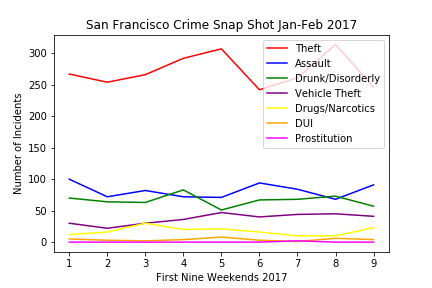 San Francisco Crime Snap Shot Jan-Feb 2017
Number of Incidents
300
250
200
150
100
50
0
Theft
Assault
Drunk/Disorderly
Vehicle Theft
Drugs/Narcotics
DUI
Prostitution
1 2 3 4 5 6 7 8 9
First Nine Weekends 2017